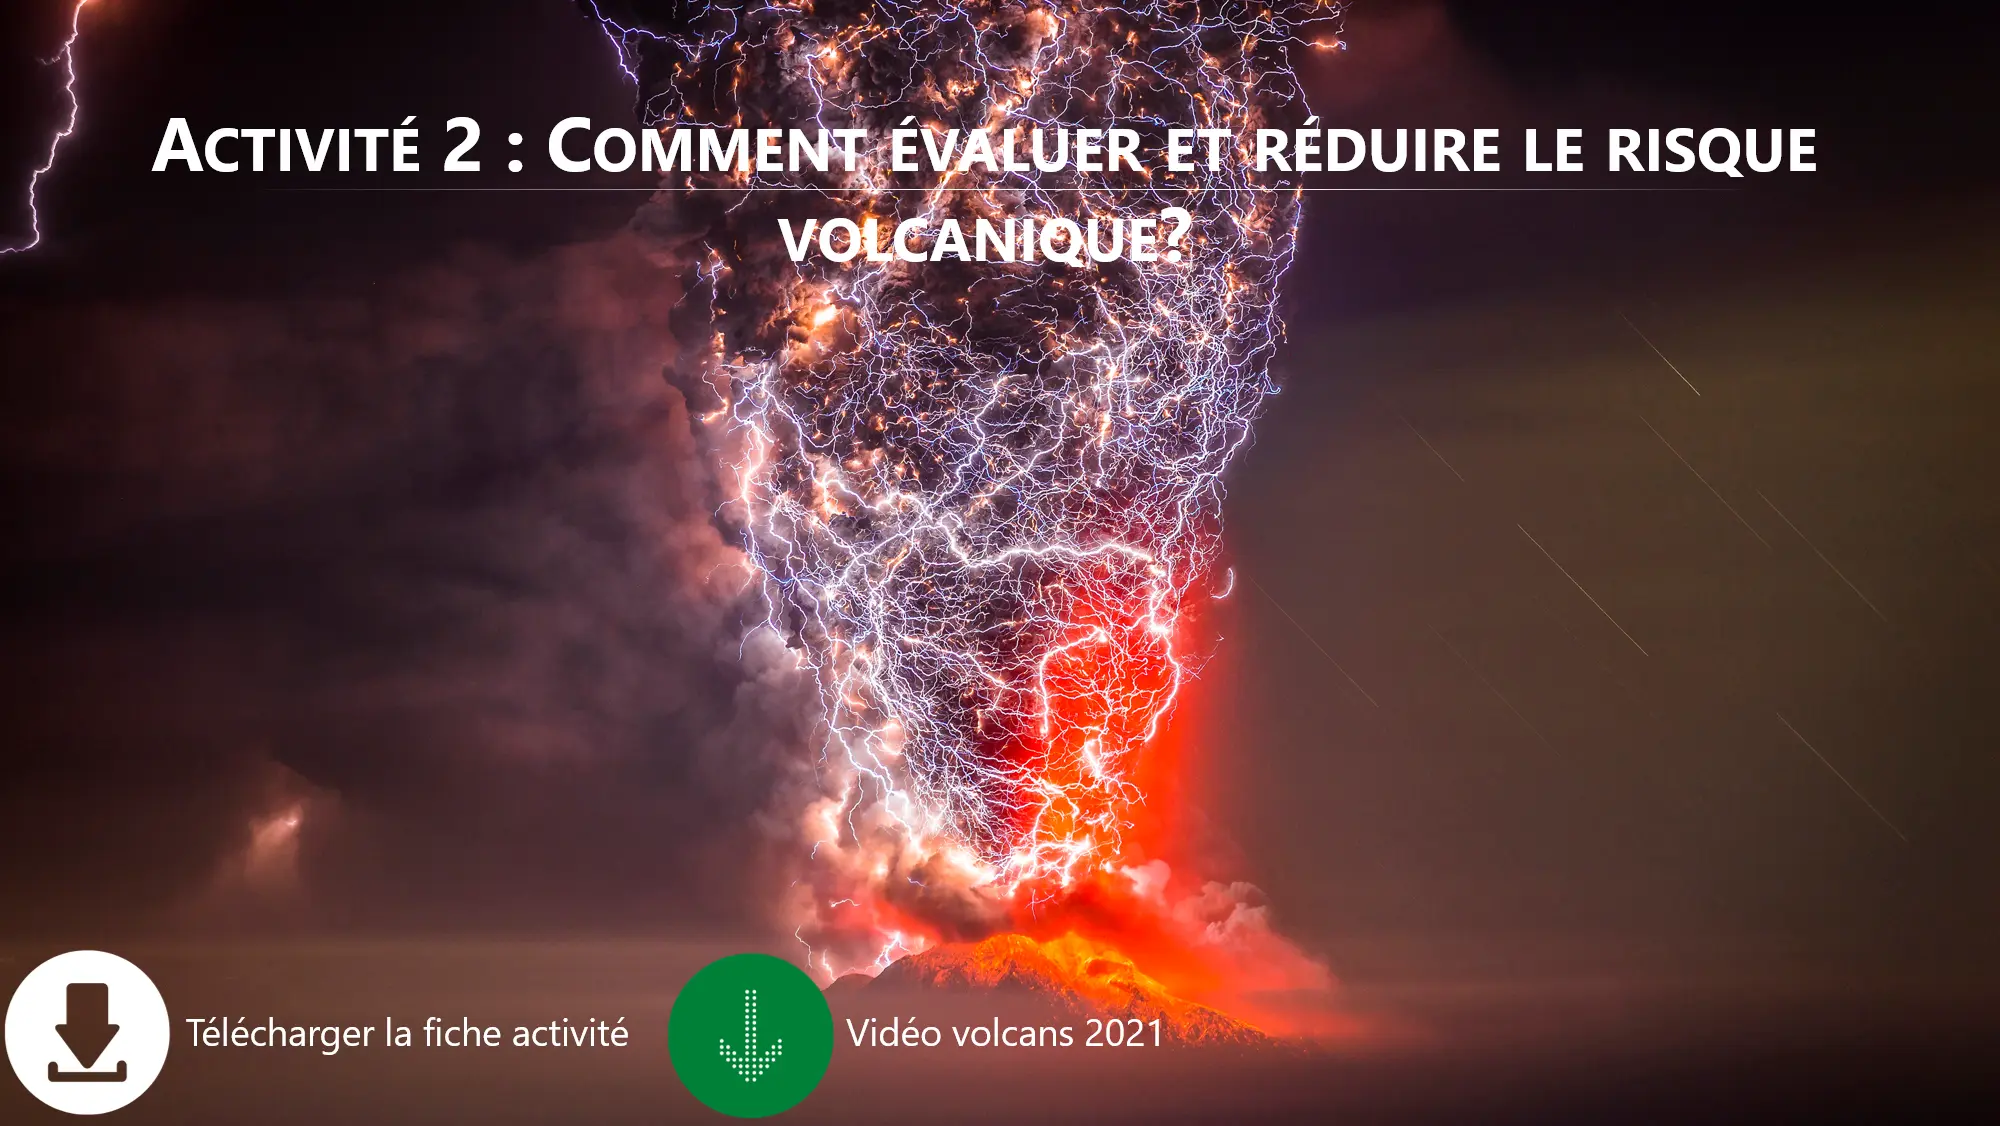 Activité 2 : Comment évaluer et réduire le risque
volcanique?
Télécharger la fiche activité
Vidéo volcans 2021